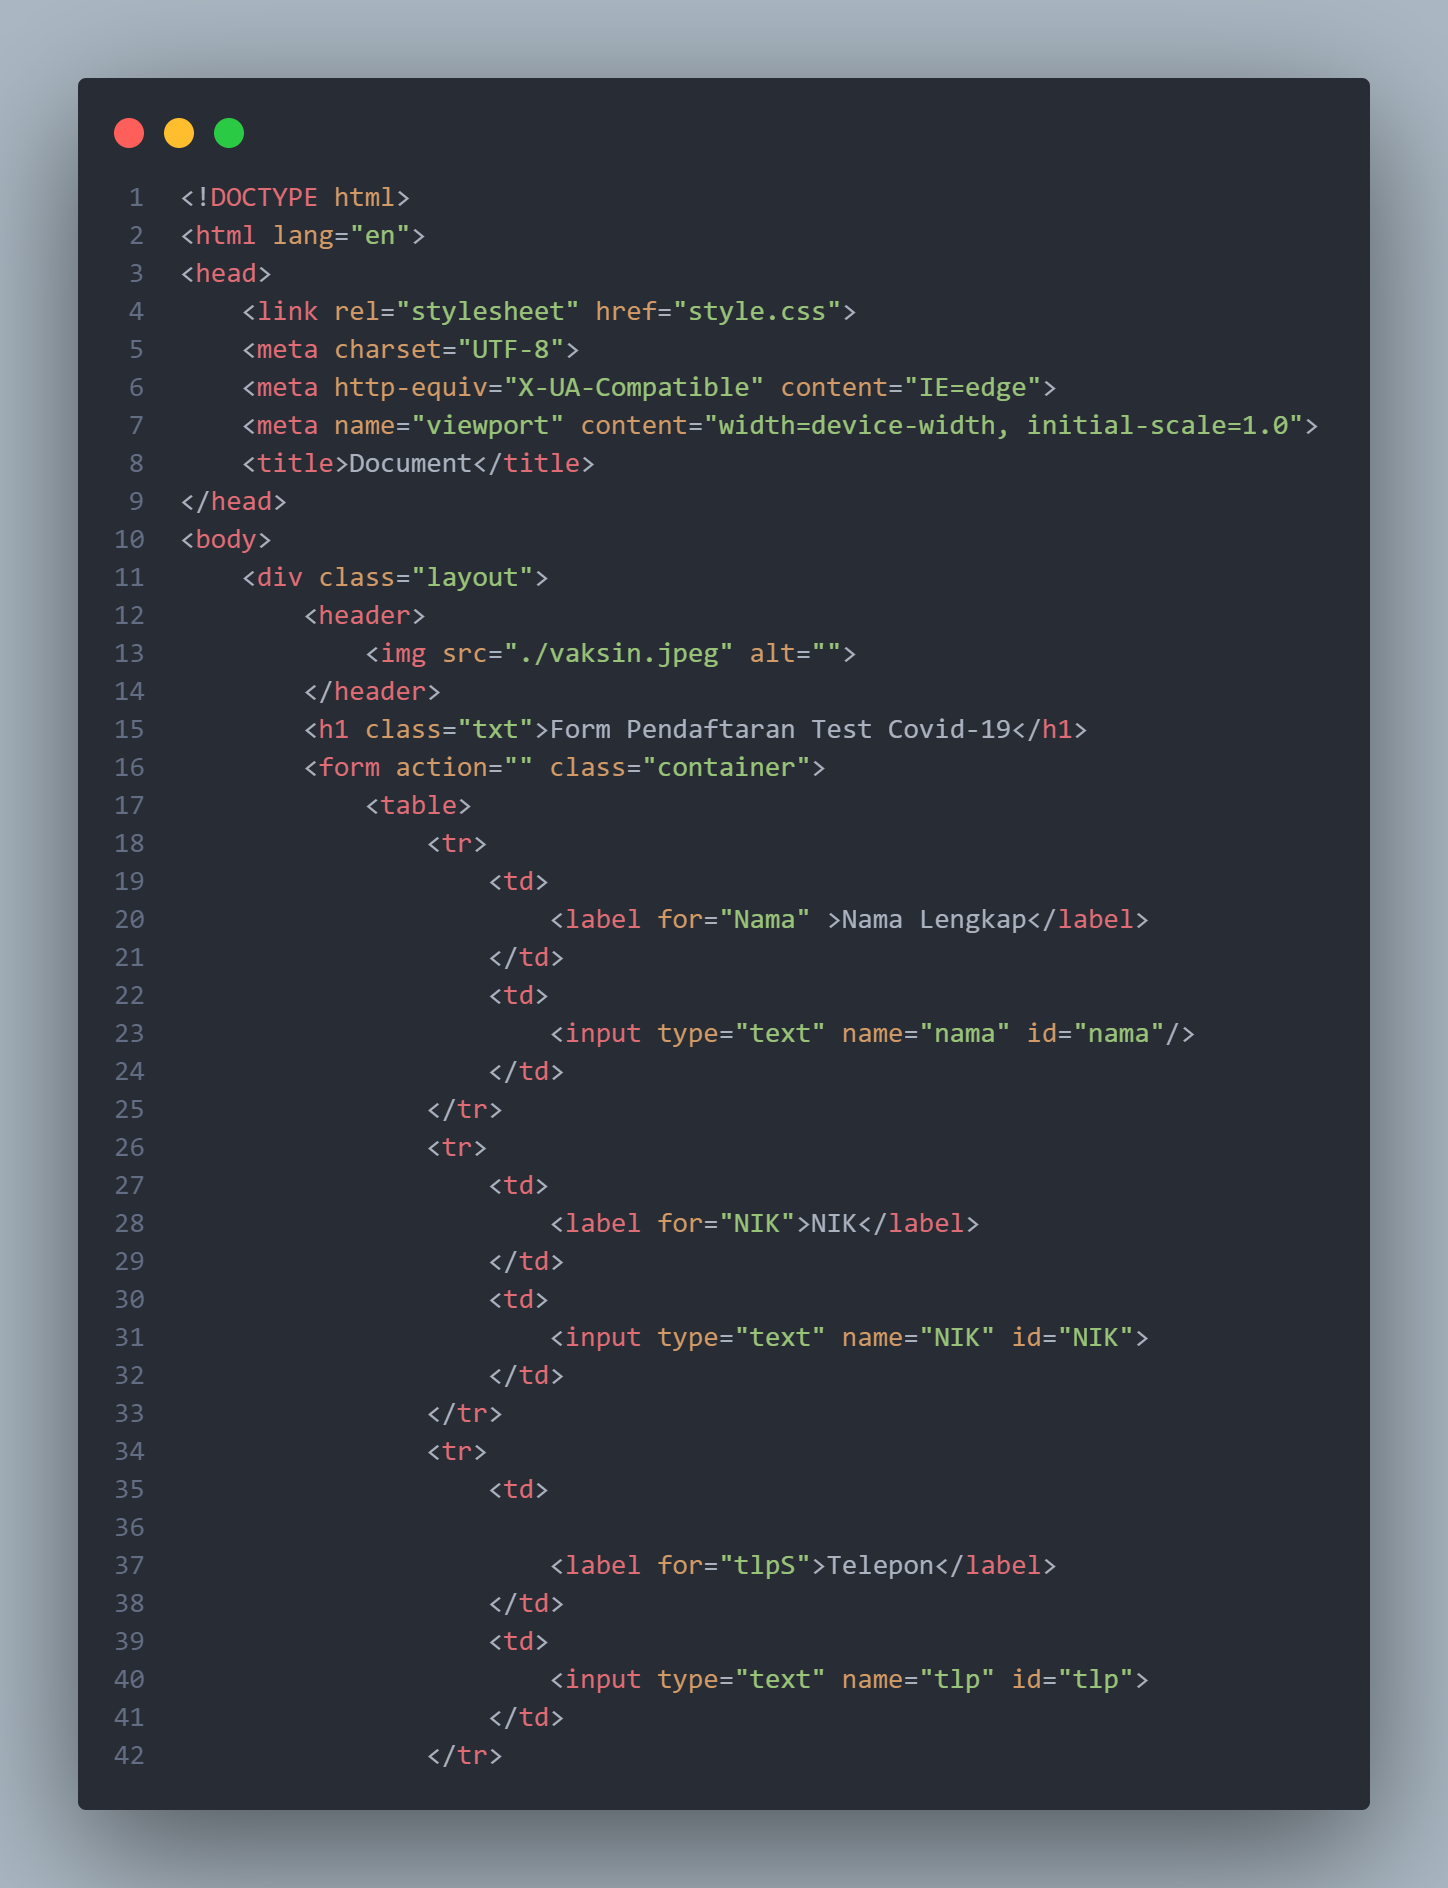 1 <!DOCTYPE html>
2 <html lang="en">
3 <head>
4     <link rel="stylesheet" href="style.css">
5     <meta charset="UTF-8">
6     <meta http-equiv="X-UA-Compatible" content="IE=edge">
7     <meta name="viewport" content="width=device-width, initial-scale=1.0">
8     <title>Document</title>
9 </head>
10 <body>
11     <div class="layout">
12         <header>
13             <img src="./vaksin.jpeg" alt="">
14         </header>
15         <h1 class="txt">Form Pendaftaran Test Covid-19</h1>
16         <form action="" class="container">
17             <table>
18                 <tr>
19                     <td>
20                         <label for="Nama" >Nama Lengkap</label>
21                     </td>
22                     <td>
23                         <input type="text" name="nama" id="nama"/>
24                     </td>
25                 </tr>
26                 <tr>
27                     <td>
28                         <label for="NIK">NIK</label>
29                     </td>
30                     <td>
31                         <input type="text" name="NIK" id="NIK">
32                     </td>
33                 </tr>
34                 <tr>
35                     <td>
36
37                         <label for="tlpS">Telepon</label>
38                     </td>
39                     <td>
40                         <input type="text" name="tlp" id="tlp">
41                     </td>
42                 </tr>